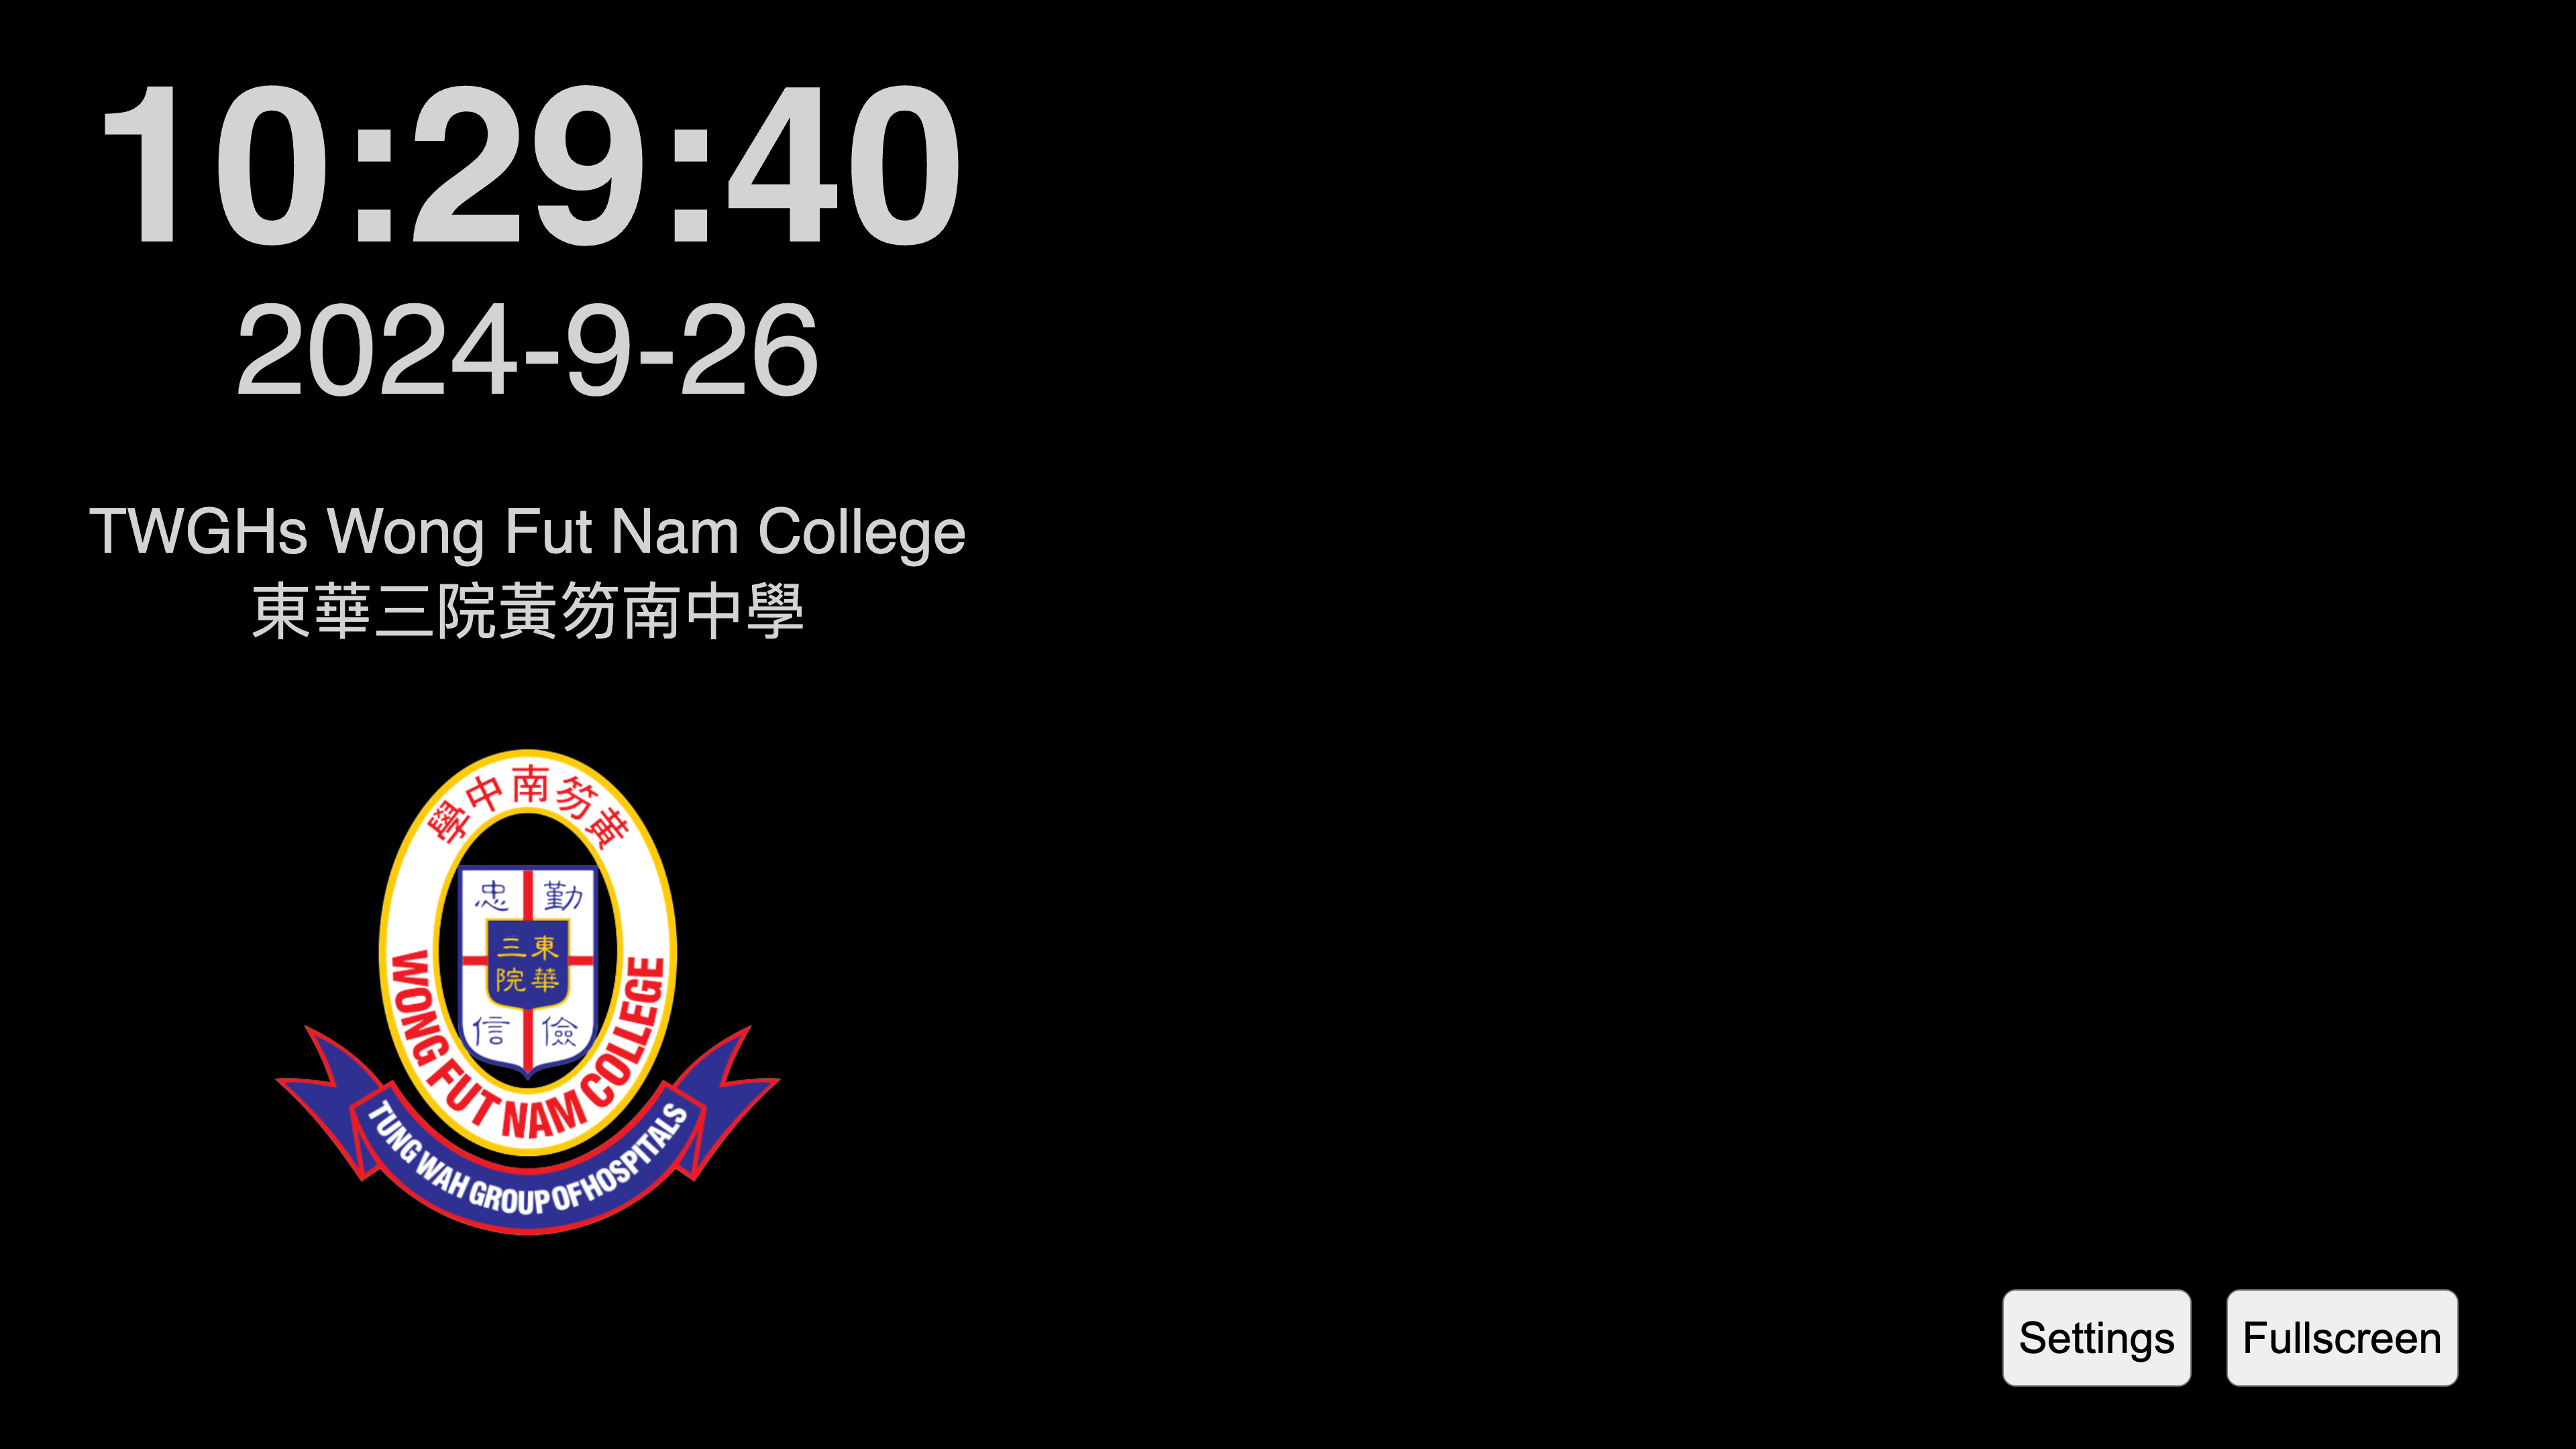 10:29:40
2024-9-26
TWGHs Wong Fut Nam College
東華三院黃笏南中學
學中南笏黃
忠 勤
三東
院華
信 儉
WONG FUT NAM COLLEGE
TUNG WAH GROUP OF HOSPITALS
Settings Fullscreen